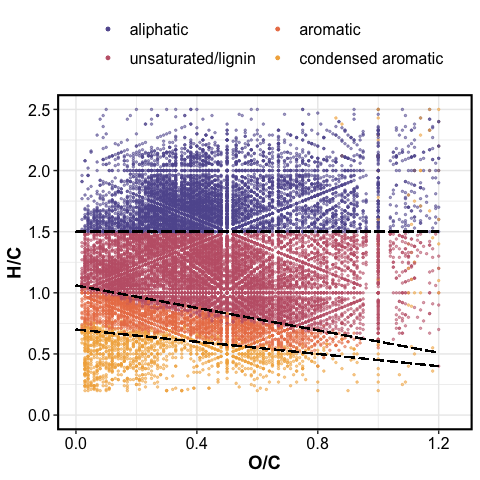 aliphatic
aromatic
unsaturated/lignin
condensed aromatic
2.5
2.0
1.5
1.0
0.5
0.0
H/C
0.0
0.4
0.8
1.2
O/C